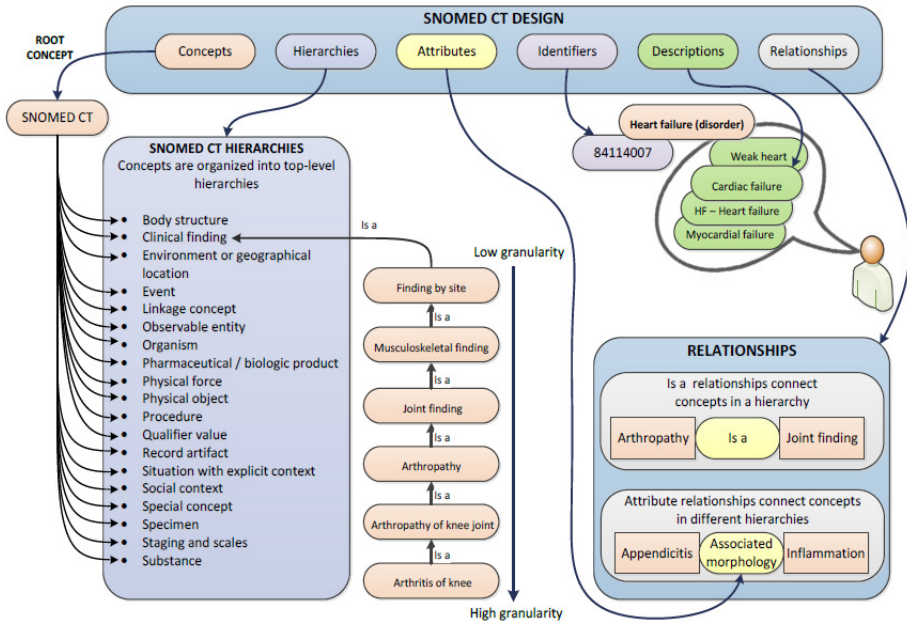 SNOMED CT DESIGN
ROOT
CONCEPT
Concepts
Hierarchies
Attributes
Identifiers
Descriptions
Relationships
SNOMED CT
SNOMED CT HIERARCHIES
Concepts are organized into top-level
hierarchies
• Body structure
• Clinical finding
• Environment or geographical
location
• Event
• Linkage concept
• Observable entity
• Organism
• Pharmaceutical / biologic product
• Physical force
• Physical object
• Procedure
• Qualifier value
• Record artifact
• Situation with explicit context
• Social context
• Special concept
• Specimen
• Staging and scales
• Substance
Is a
Finding by site
Is a
Musculoskeletal finding
Is a
Joint finding
Is a
Arthropathy
Is a
Arthropathy of knee joint
Is a
Arthritis of knee
Low granularity
High granularity
Heart failure (disorder)
84114007
Weak heart
Cardiac failure
HF – Heart failure
Myocardial failure
RELATIONSHIPS
Is a relationships connect
concepts in a hierarchy
Arthropathy
Is a
Joint finding
Attribute relationships connect concepts
in different hierarchies
Appendicitis
Associated
morphology
Inflammation